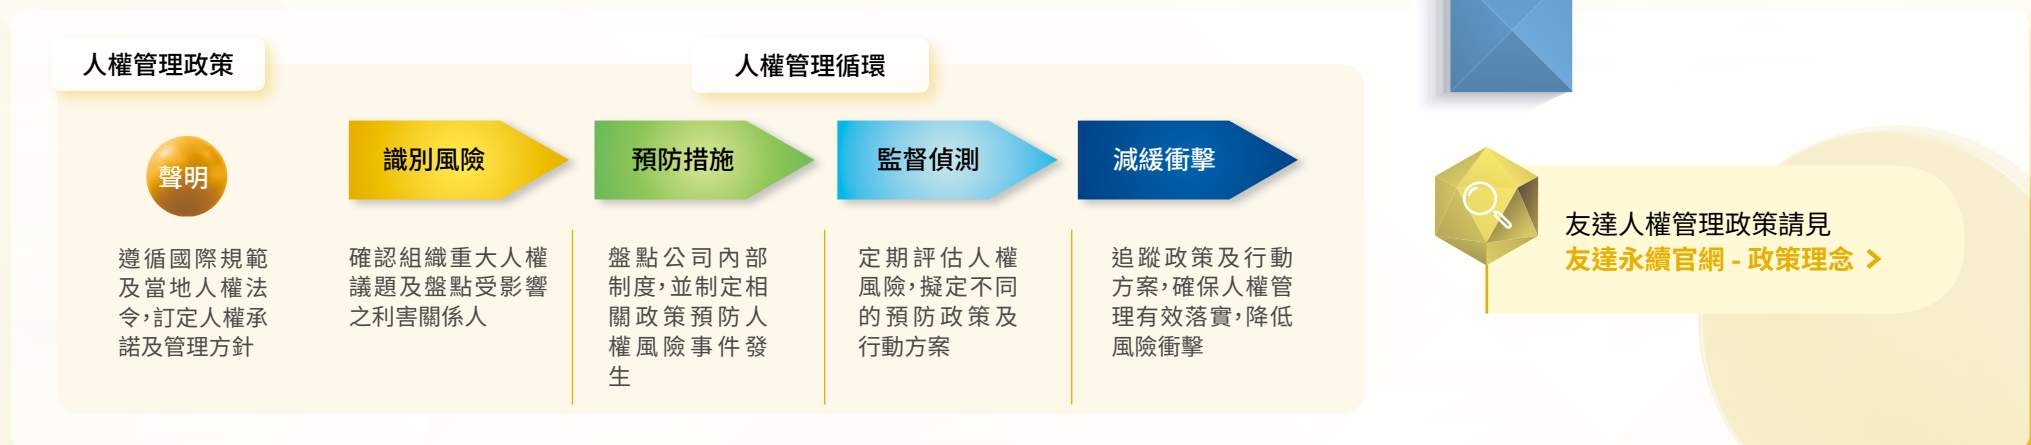 人權管理政策
人權管理循環
聲明
遵循國際規範
及當地人權法
令,訂定人權承
諾及管理方針
識別風險
確認組織重大人權
議題及盤點受影響
之利害關係人
預防措施
盤點公司內部
制度,並制定相
關政策預防人
權風險事件發
生
監督偵測
定期評估人權
風險,擬定不同
的預防政策及
行動方案
減緩衝擊
追蹤政策及行動
方案,確保人權管
理有效落實,降低
風險衝擊
友達人權管理政策請見
友達永續官網 - 政策理念 >